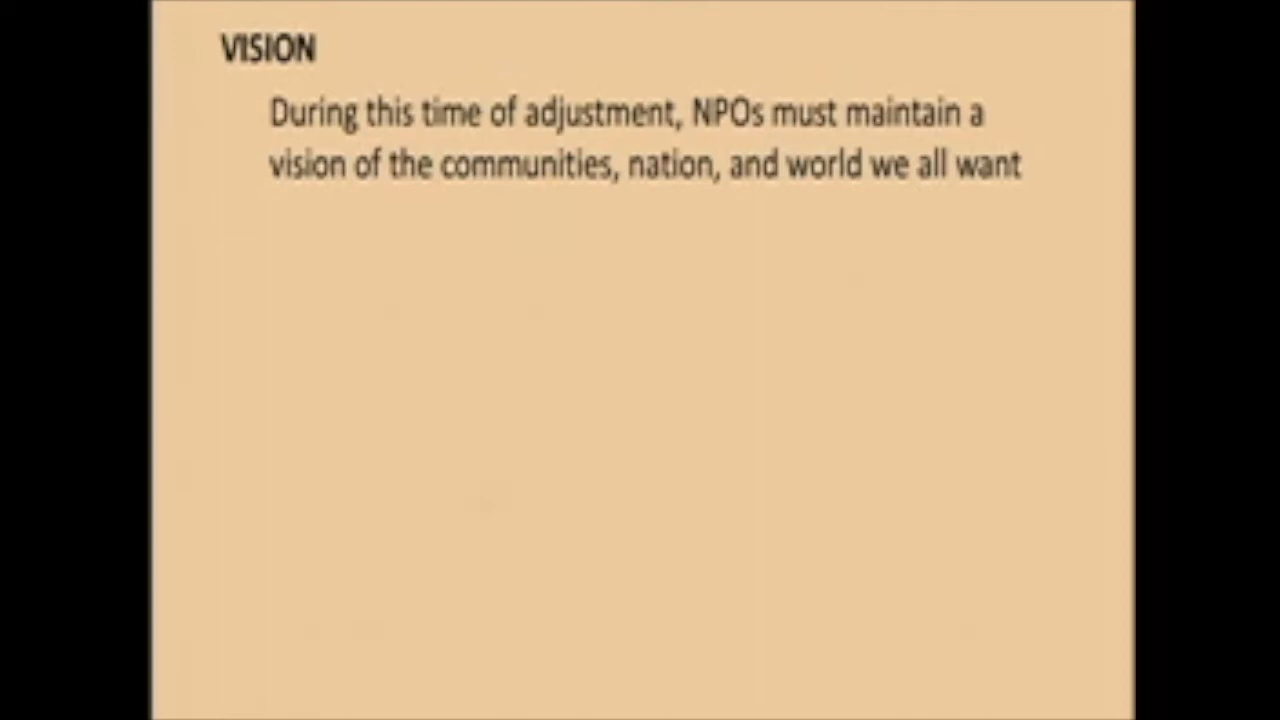 VISION
During this time of adjustment, NPOs must maintain a
vision of the communities, nation, and world we all want